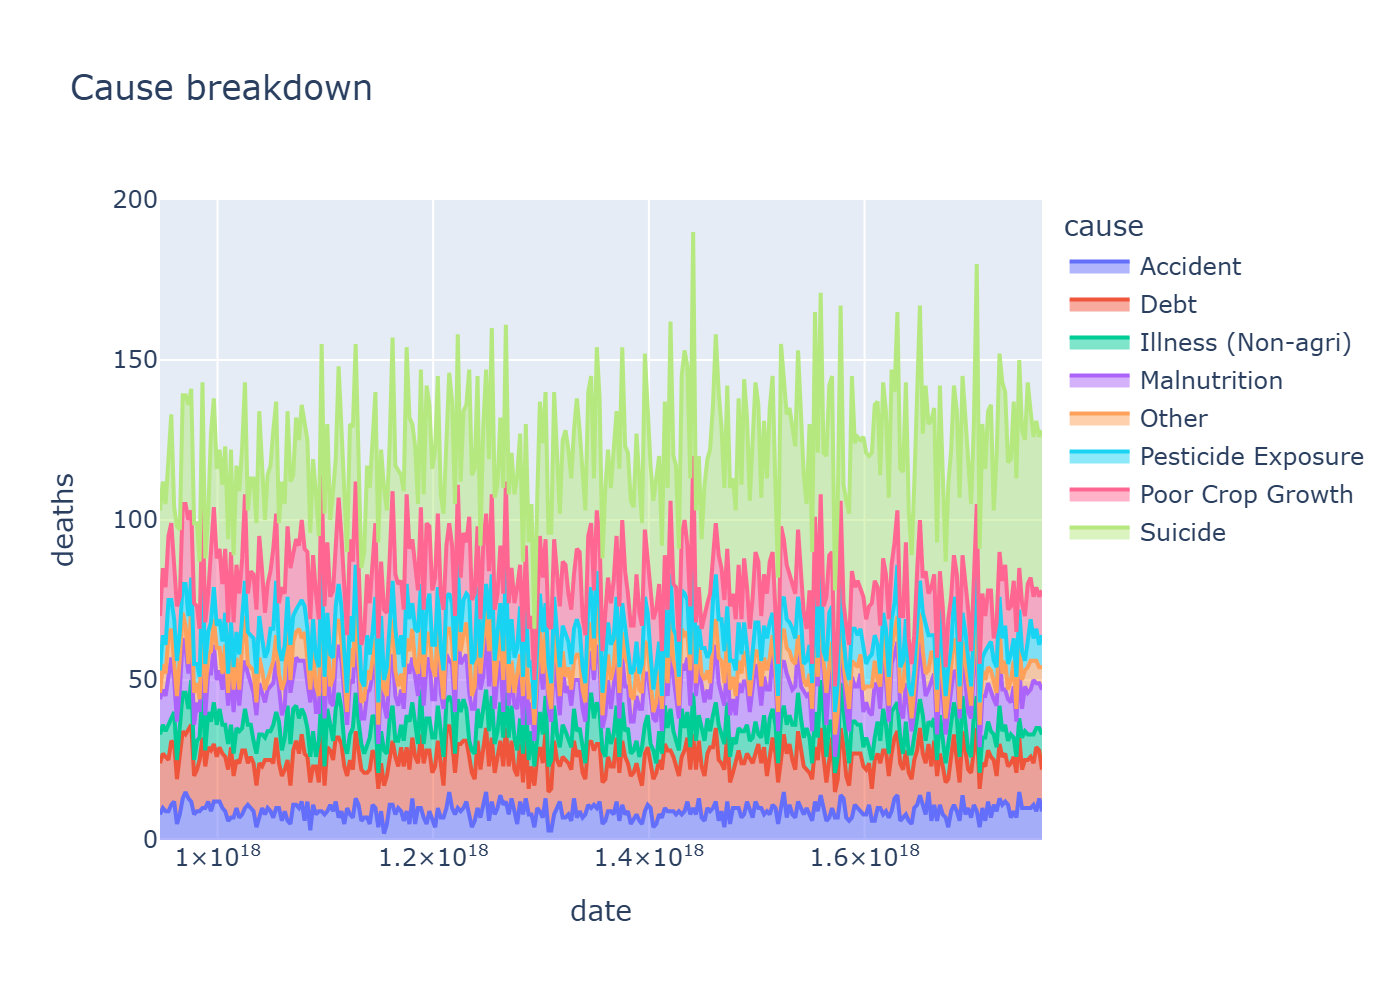 Cause breakdown
200
150
100
50
0
deaths
1×10¹⁸
1.2×10¹⁸
1.4×10¹⁸
1.6×10¹⁸
date
cause
Accident
Debt
Illness (Non-agri)
Malnutrition
Other
Pesticide Exposure
Poor Crop Growth
Suicide